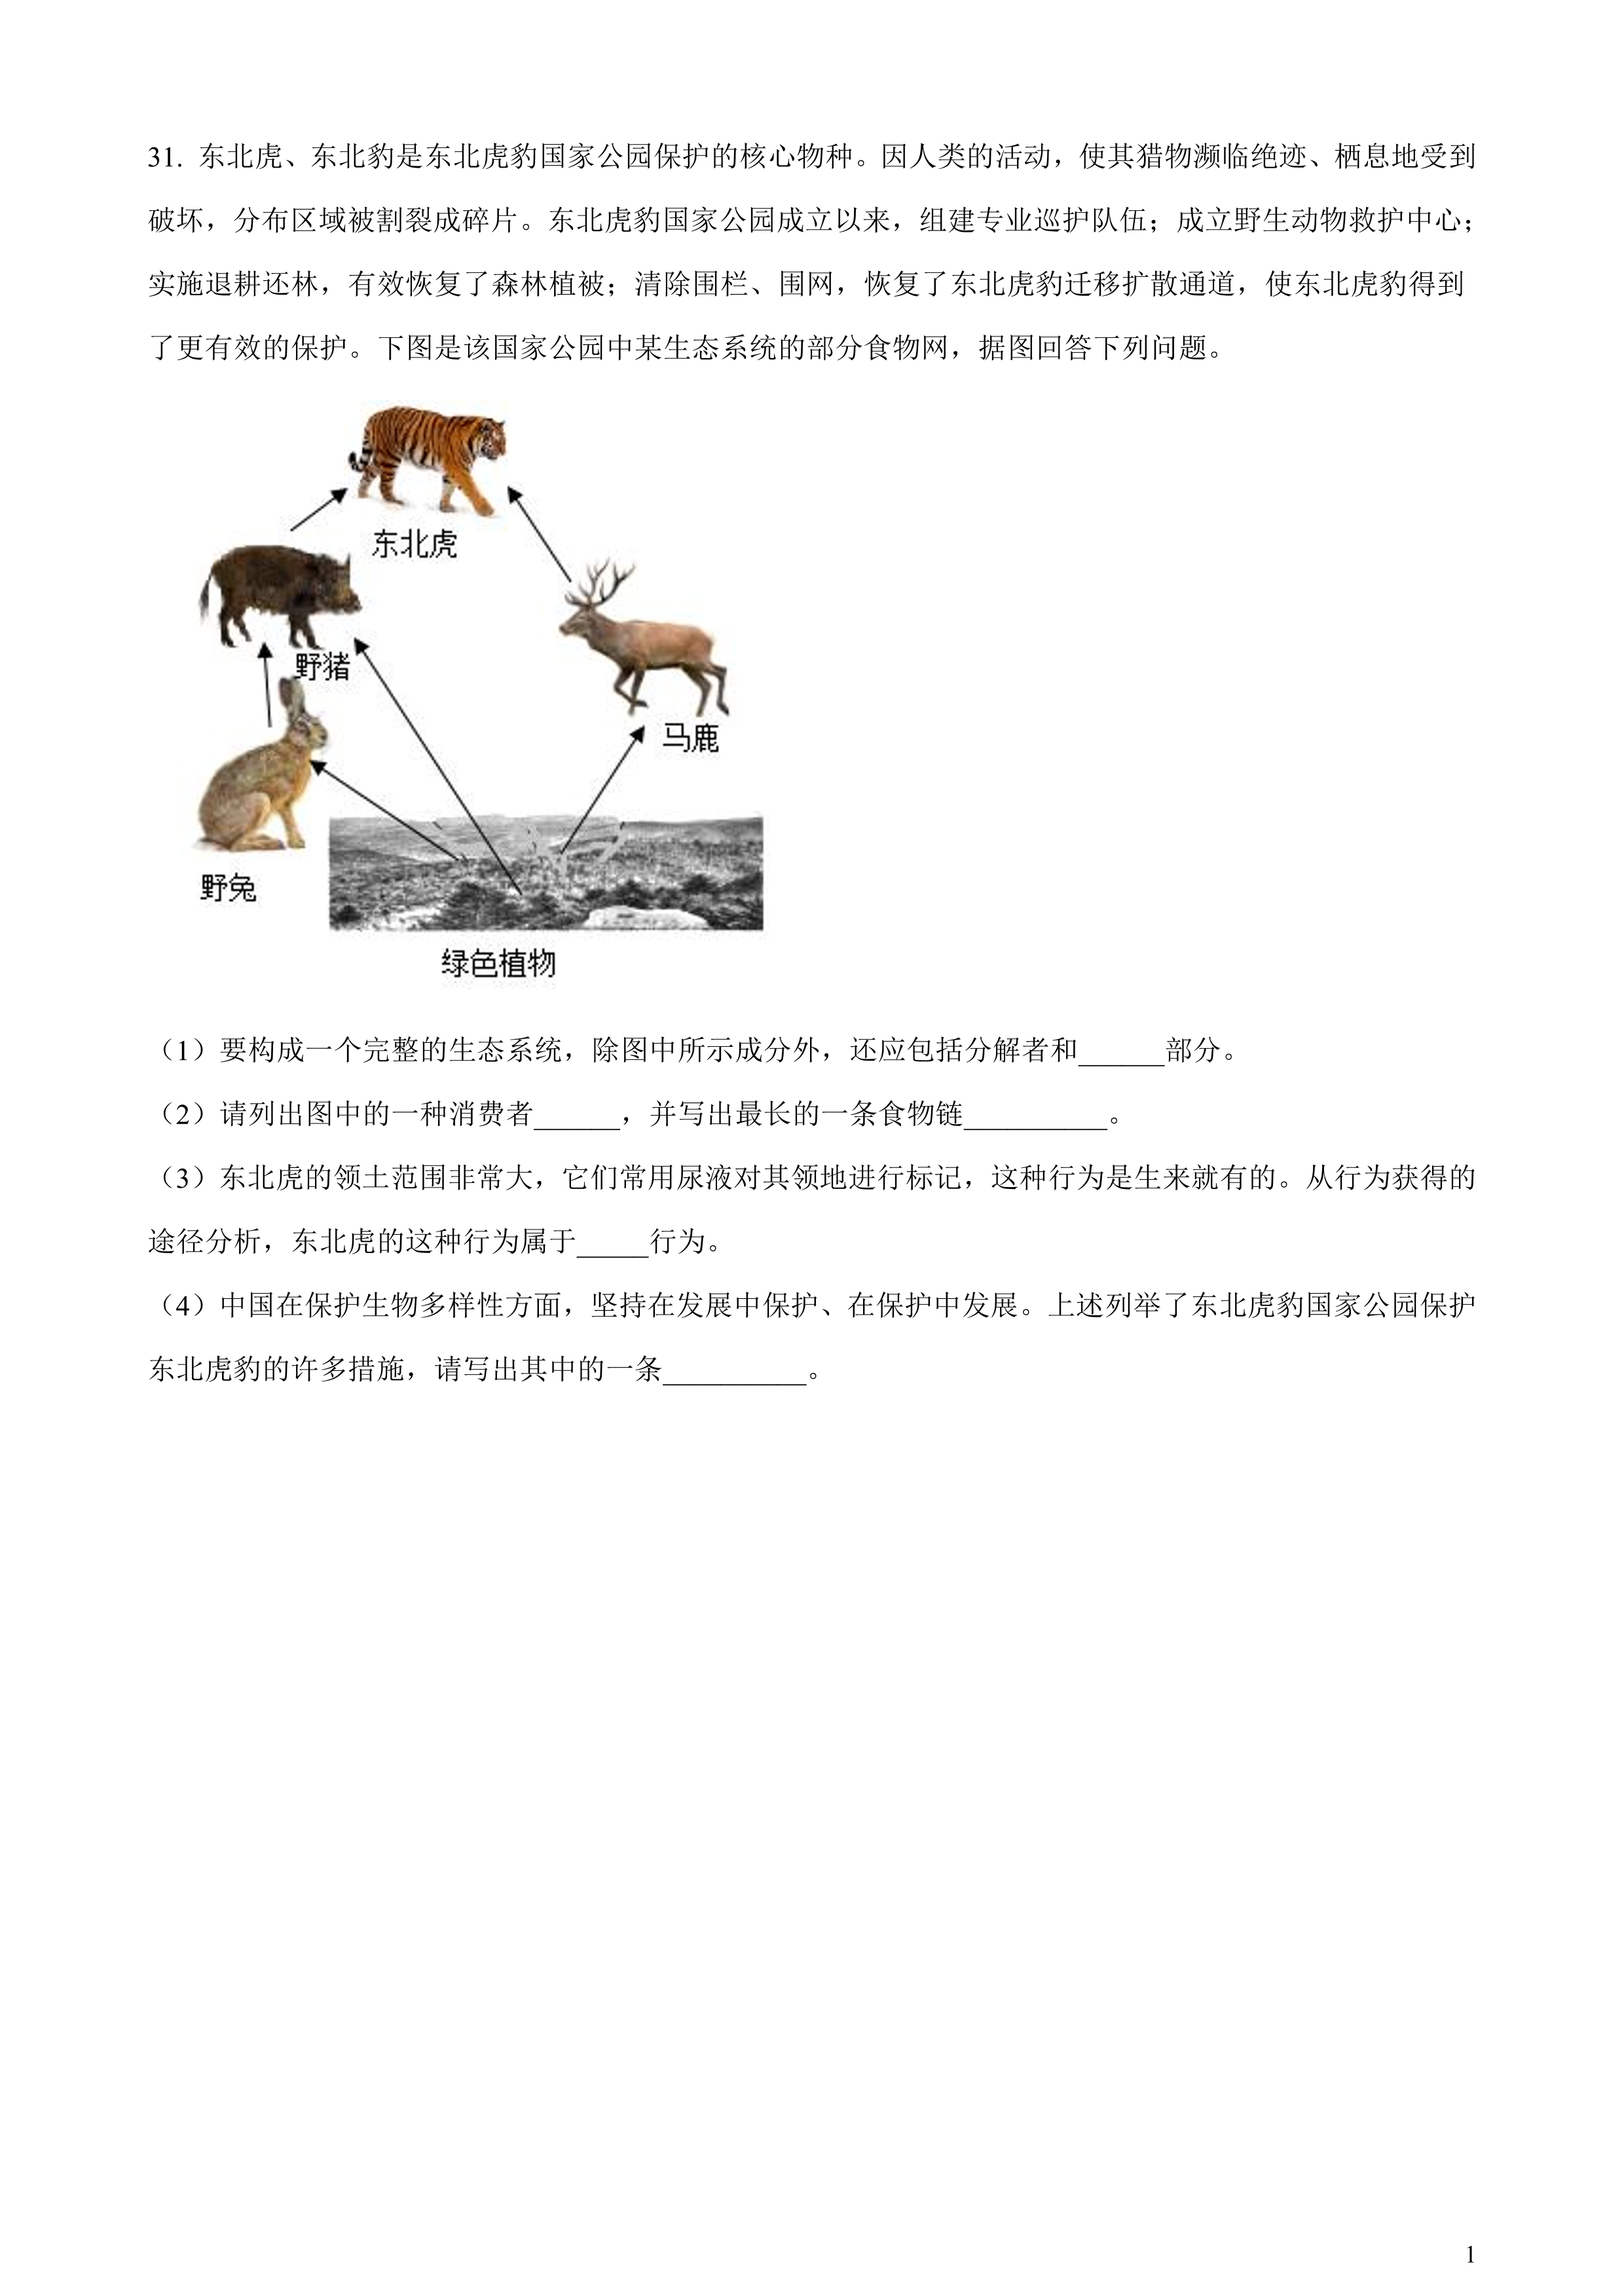 31. 东北虎、东北豹是东北虎豹国家公园保护的核心物种。因人类的活动，使其猎物濒临绝迹、栖息地受到
破坏，分布区域被割裂成碎片。东北虎豹国家公园成立以来，组建专业巡护队伍；成立野生动物救护中心；
实施退耕还林，有效恢复了森林植被；清除围栏、围网，恢复了东北虎豹迁移扩散通道，使东北虎豹得到
了更有效的保护。下图是该国家公园中某生态系统的部分食物网，据图回答下列问题。
东北虎
野猪
马鹿
野兔
绿色植物
（1）要构成一个完整的生态系统，除图中所示成分外，还应包括分解者和______部分。
（2）请列出图中的一种消费者______，并写出最长的一条食物链__________。
（3）东北虎的领土范围非常大，它们常用尿液对其领地进行标记，这种行为是生来就有的。从行为获得的
途径分析，东北虎的这种行为属于_____行为。
（4）中国在保护生物多样性方面，坚持在发展中保护、在保护中发展。上述列举了东北虎豹国家公园保护
东北虎豹的许多措施，请写出其中的一条__________。
1